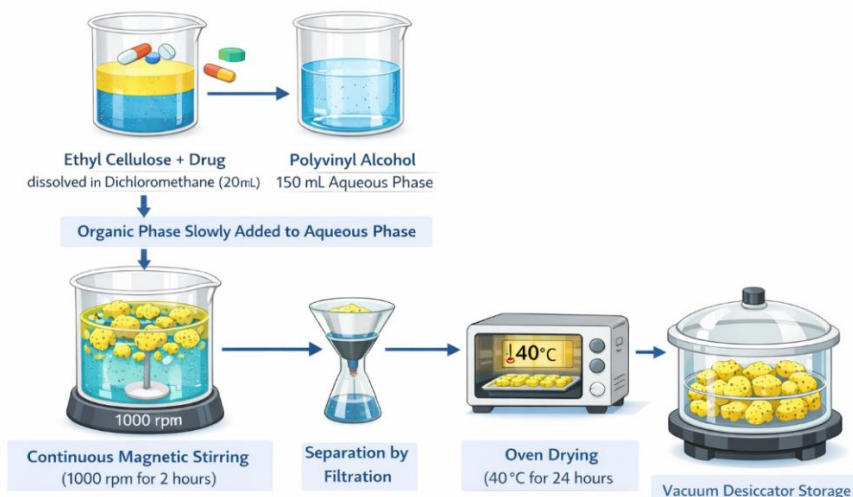 Ethyl Cellulose + Drug
dissolved in Dichloromethane (20mL)
Polyvinyl Alcohol
150 mL Aqueous Phase
Organic Phase Slowly Added to Aqueous Phase
1000 rpm
40°C
Continuous Magnetic Stirring
(1000 rpm for 2 hours)
Separation by
Filtration
Oven Drying
(40 °C for 24 hours
Vacuum Desiccator Storage